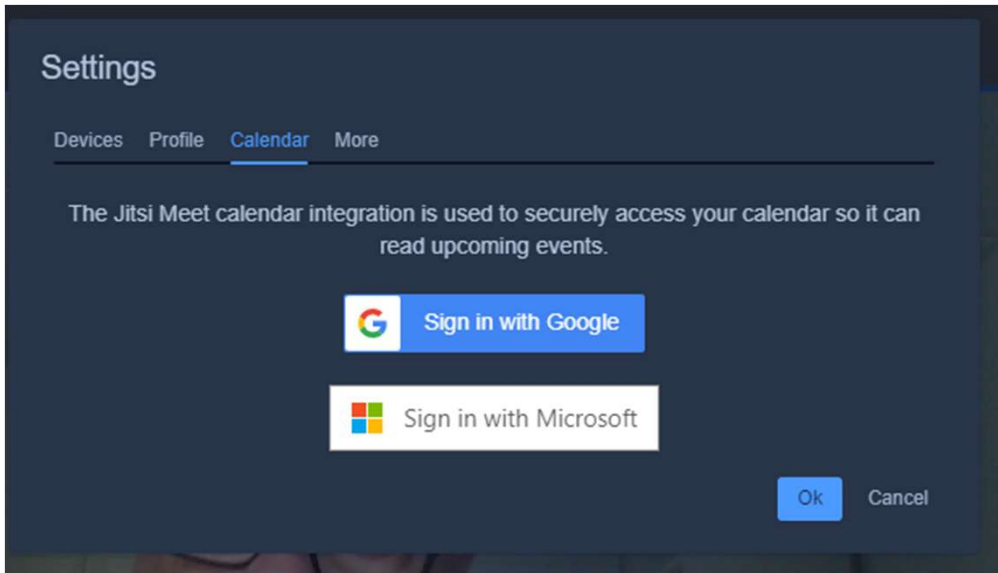 Settings
Devices Profile Calendar More
The Jitsi Meet calendar integration is used to securely access your calendar so it can
read upcoming events.
Sign in with Google
Sign in with Microsoft
Ok Cancel